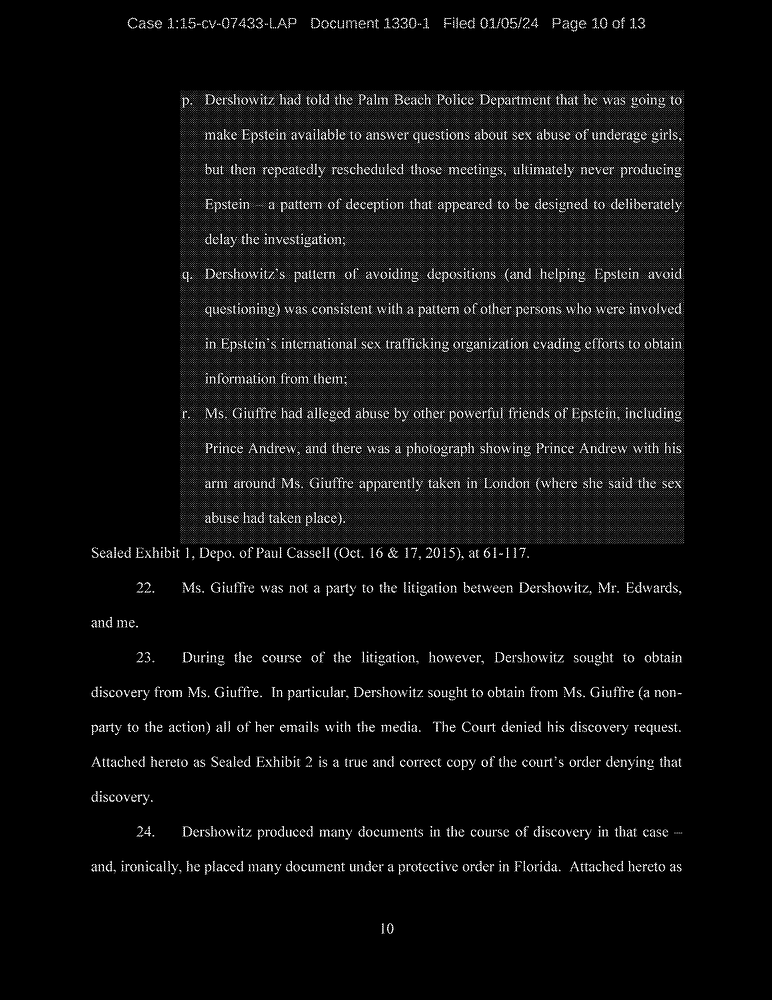 Case 1:15-cv-07433-LAP Document 1330-1 Filed 01/05/24 Page 10 of 13
p. Dershowitz had told the Palm Beach Police Department that he was going to
make Epstein available to answer questions about sex abuse of underage girls,
but then repeatedly rescheduled those meetings, ultimately never producing
Epstein – a pattern of deception that appeared to be designed to deliberately
delay the investigation;
q. Dershowitz's pattern of avoiding depositions (and helping Epstein avoid
questioning) was consistent with a pattern of other persons who were involved
in Epstein's international sex trafficking organization evading efforts to obtain
information from them;
r. Ms. Giuffre had alleged abuse by other powerful friends of Epstein, including
Prince Andrew, and there was a photograph showing Prince Andrew with his
arm around Ms. Giuffre apparently taken in London (where she said the sex
abuse had taken place).
Sealed Exhibit 1, Depo. of Paul Cassell (Oct. 16 & 17, 2015), at 61-117.
22. Ms. Giuffre was not a party to the litigation between Dershowitz, Mr. Edwards,
and me.
23. During the course of the litigation, however, Dershowitz sought to obtain
discovery from Ms. Giuffre. In particular, Dershowitz sought to obtain from Ms. Giuffre (a non-
party to the action) all of her emails with the media. The Court denied his discovery request.
Attached hereto as Sealed Exhibit 2 is a true and correct copy of the court's order denying that
discovery.
24. Dershowitz produced many documents in the course of discovery in that case –
and, ironically, he placed many document under a protective order in Florida. Attached hereto as
10